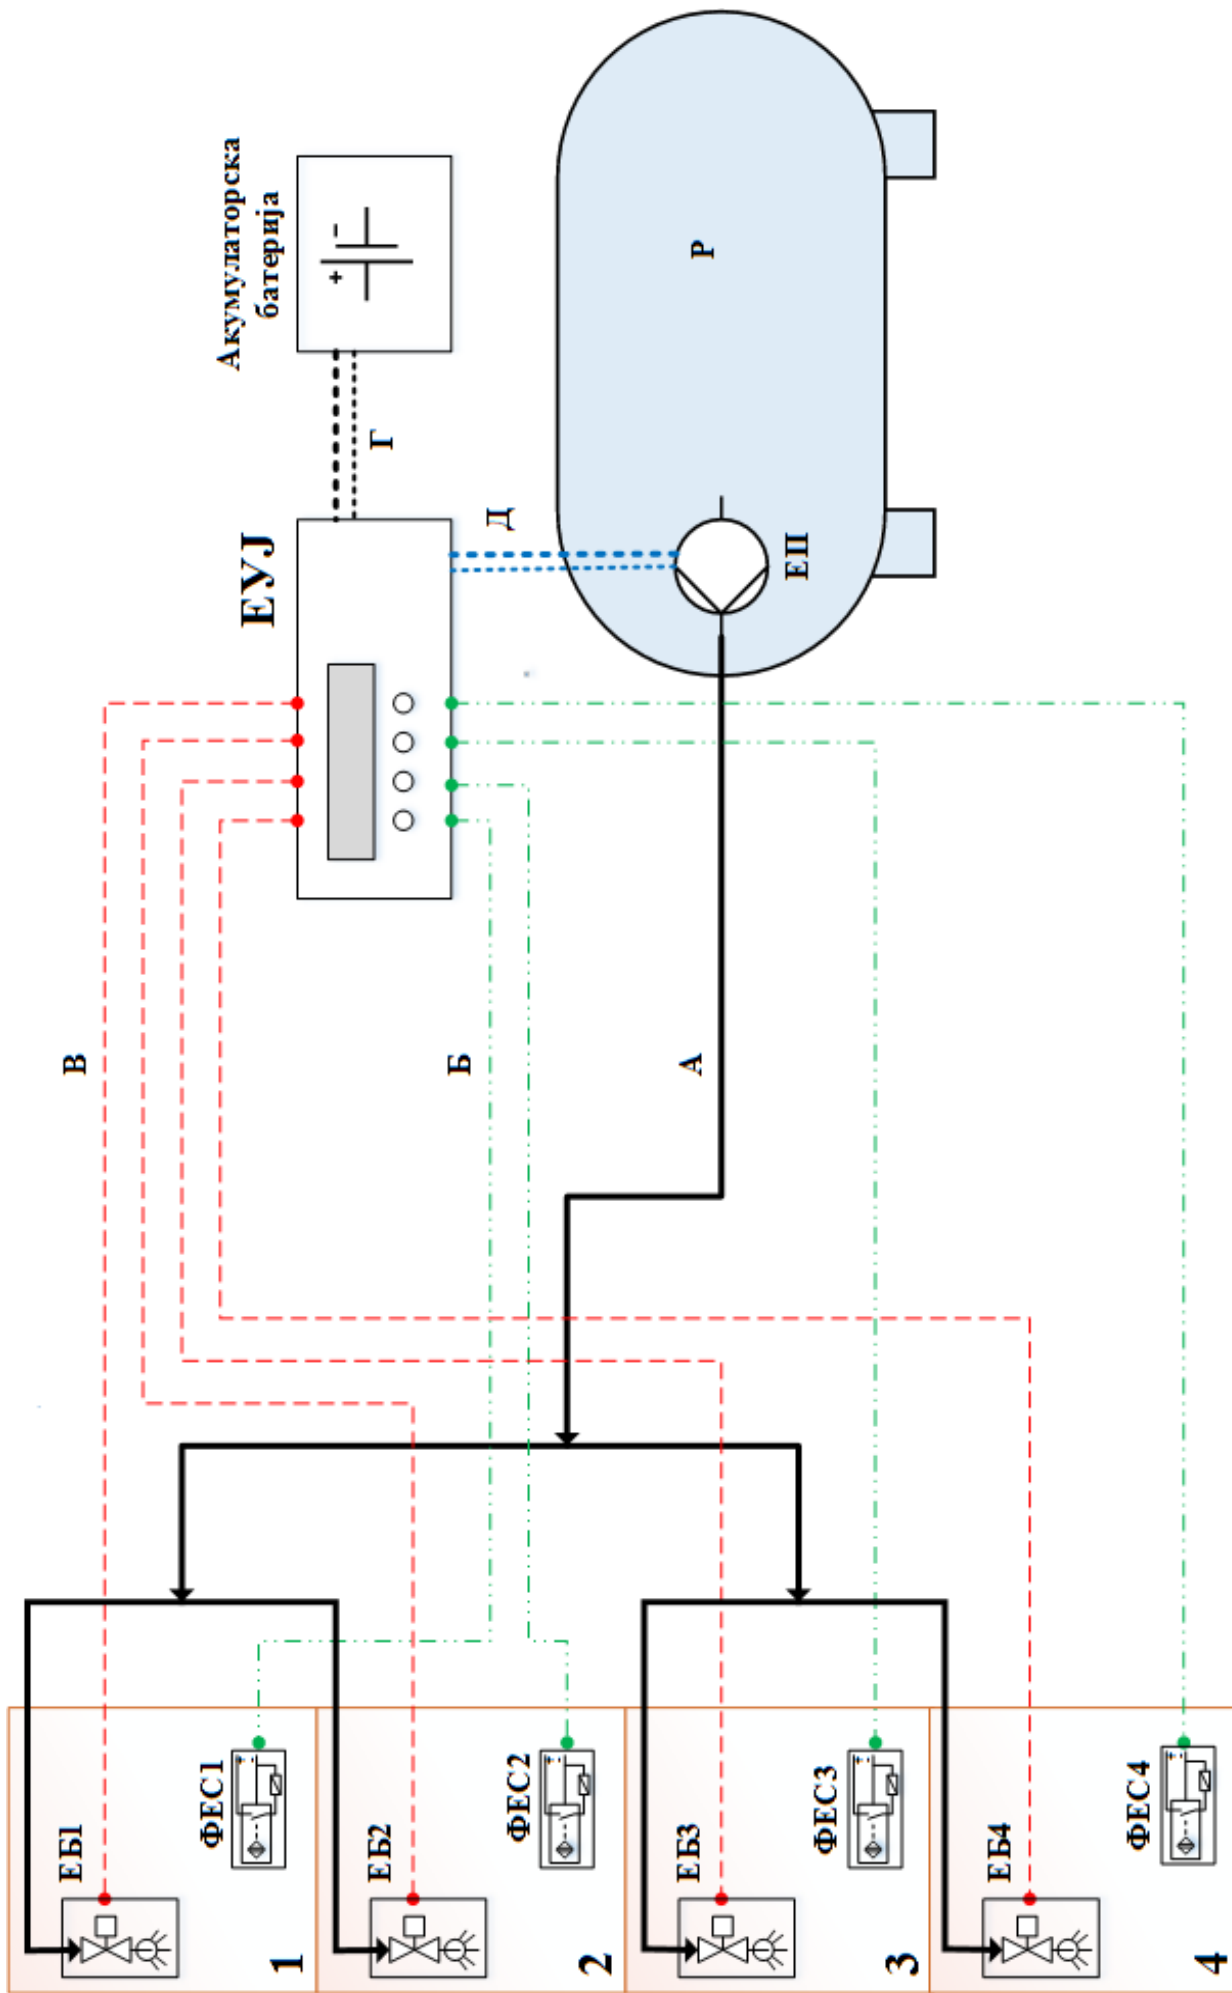 Акумулаторска
батерија
ЕУЈ
Г
Д
Р
ЕП
В
Б
А
ЕБ1
ФЕС1
1
ЕБ2
ФЕС2
2
ЕБ3
ФЕС3
3
ЕБ4
ФЕС4
4